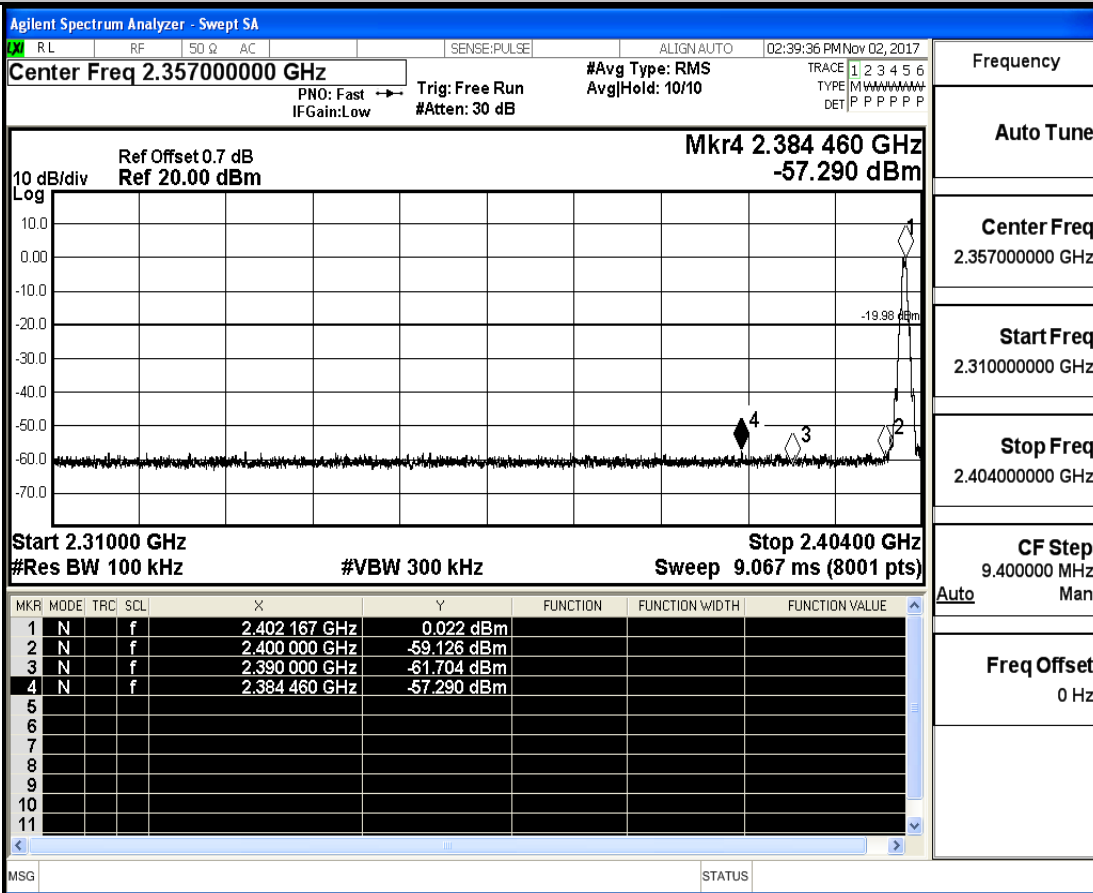 Agilent Spectrum Analyzer - Swept SA
LXI RL RF 50 Ω AC SENSE:PULSE ALIGN AUTO 02:39:36 PM Nov 02, 2017
Center Freq 2.357000000 GHz
PNO: Fast
IFGain:Low
Trig: Free Run
#Atten: 30 dB
#Avg Type: RMS
Avg|Hold: 10/10
TRACE 1 2 3 4 5 6
TYPE M WWWWW
DET P P P P P P
Mkr4 2.384 460 GHz
-57.290 dBm
Ref Offset 0.7 dB
10 dB/div Ref 20.00 dBm
Log
10.0
0.00
-10.0
-20.0
-30.0
-40.0
-50.0
-60.0
-70.0
1
-19.98 dBm
4
3
2
Start 2.31000 GHz Stop 2.40400 GHz
#Res BW 100 kHz #VBW 300 kHz Sweep 9.067 ms (8001 pts)
MKR MODE TRC SCL X Y FUNCTION FUNCTION WIDTH FUNCTION VALUE
1 N f 2.402 167 GHz 0.022 dBm
2 N f 2.400 000 GHz -59.126 dBm
3 N f 2.390 000 GHz -61.704 dBm
4 N f 2.384 460 GHz -57.290 dBm
5
6
7
8
9
10
11
MSG STATUS
Frequency
Auto Tune
Center Freq
2.357000000 GHz
Start Freq
2.310000000 GHz
Stop Freq
2.404000000 GHz
CF Step
9.400000 MHz
Auto Man
Freq Offset
0 Hz